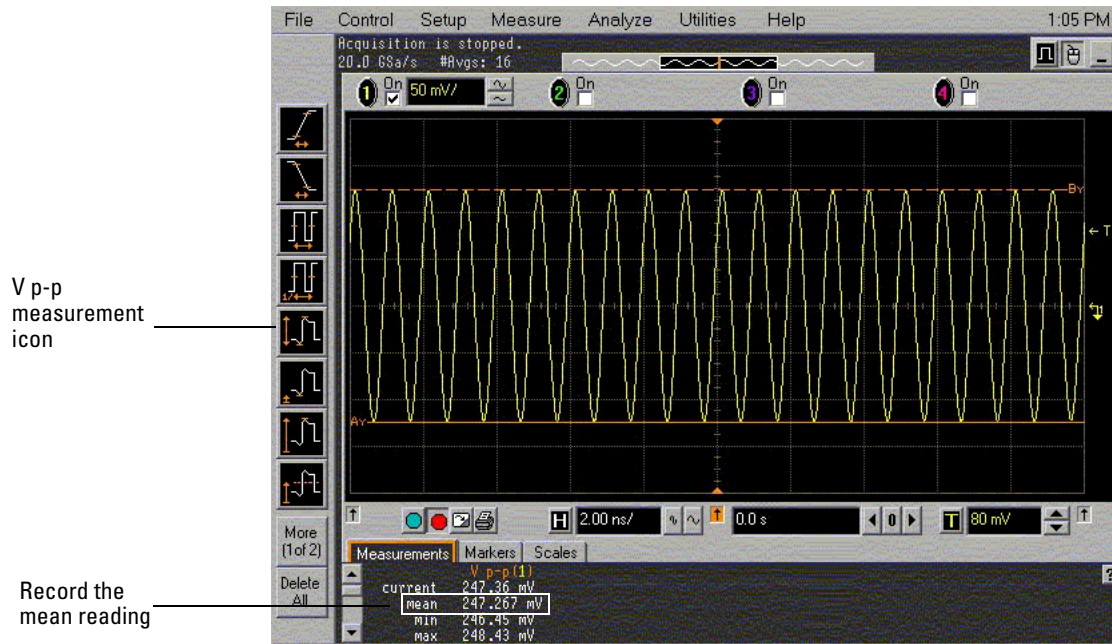 File Control Setup Measure Analyze Utilities Help 1:05 PM
Acquisition is stopped.
20.0 GSa/s #Avgs: 16
1 On 50 mV/ 2 On 3 On 4 On
By
T
V p-p
measurement
icon
Ay
More
(1of 2)
Delete
All
H 2.00 ns/ 0.0 s 0 T 80 mV
Measurements Markers Scales
V p-p(1)
current 247.36 mV
mean 247.267 mV
min 246.45 mV
max 248.43 mV
?
Record the
mean reading